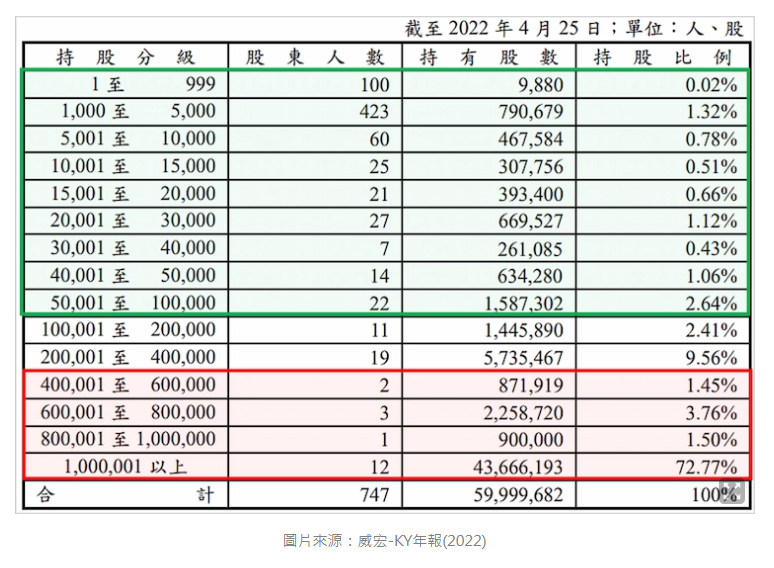 截至 2022 年 4 月 25 日；單位：人、股
持 股 分 級 股 東 人 數 持 有 股 數 持 股 比 例
1 至 999 100 9,880 0.02%
1,000 至 5,000 423 790,679 1.32%
5,001 至 10,000 60 467,584 0.78%
10,001 至 15,000 25 307,756 0.51%
15,001 至 20,000 21 393,400 0.66%
20,001 至 30,000 27 669,527 1.12%
30,001 至 40,000 7 261,085 0.43%
40,001 至 50,000 14 634,280 1.06%
50,001 至 100,000 22 1,587,302 2.64%
100,001 至 200,000 11 1,445,890 2.41%
200,001 至 400,000 19 5,735,467 9.56%
400,001 至 600,000 2 871,919 1.45%
600,001 至 800,000 3 2,258,720 3.76%
800,001 至 1,000,000 1 900,000 1.50%
1,000,001 以上 12 43,666,193 72.77%
合 計 747 59,999,682 100%
圖片來源：威宏-KY年報(2022)